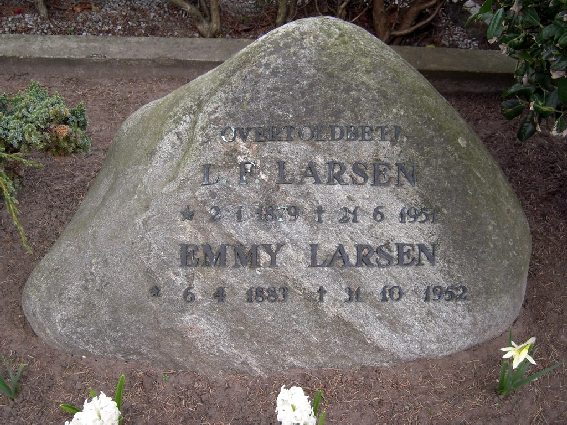 OVERTOLDBETJ.
L F LARSEN
* 2 1 1879 † 21 6 1951
EMMY LARSEN
* 6 4 1883 † 11 10 1952